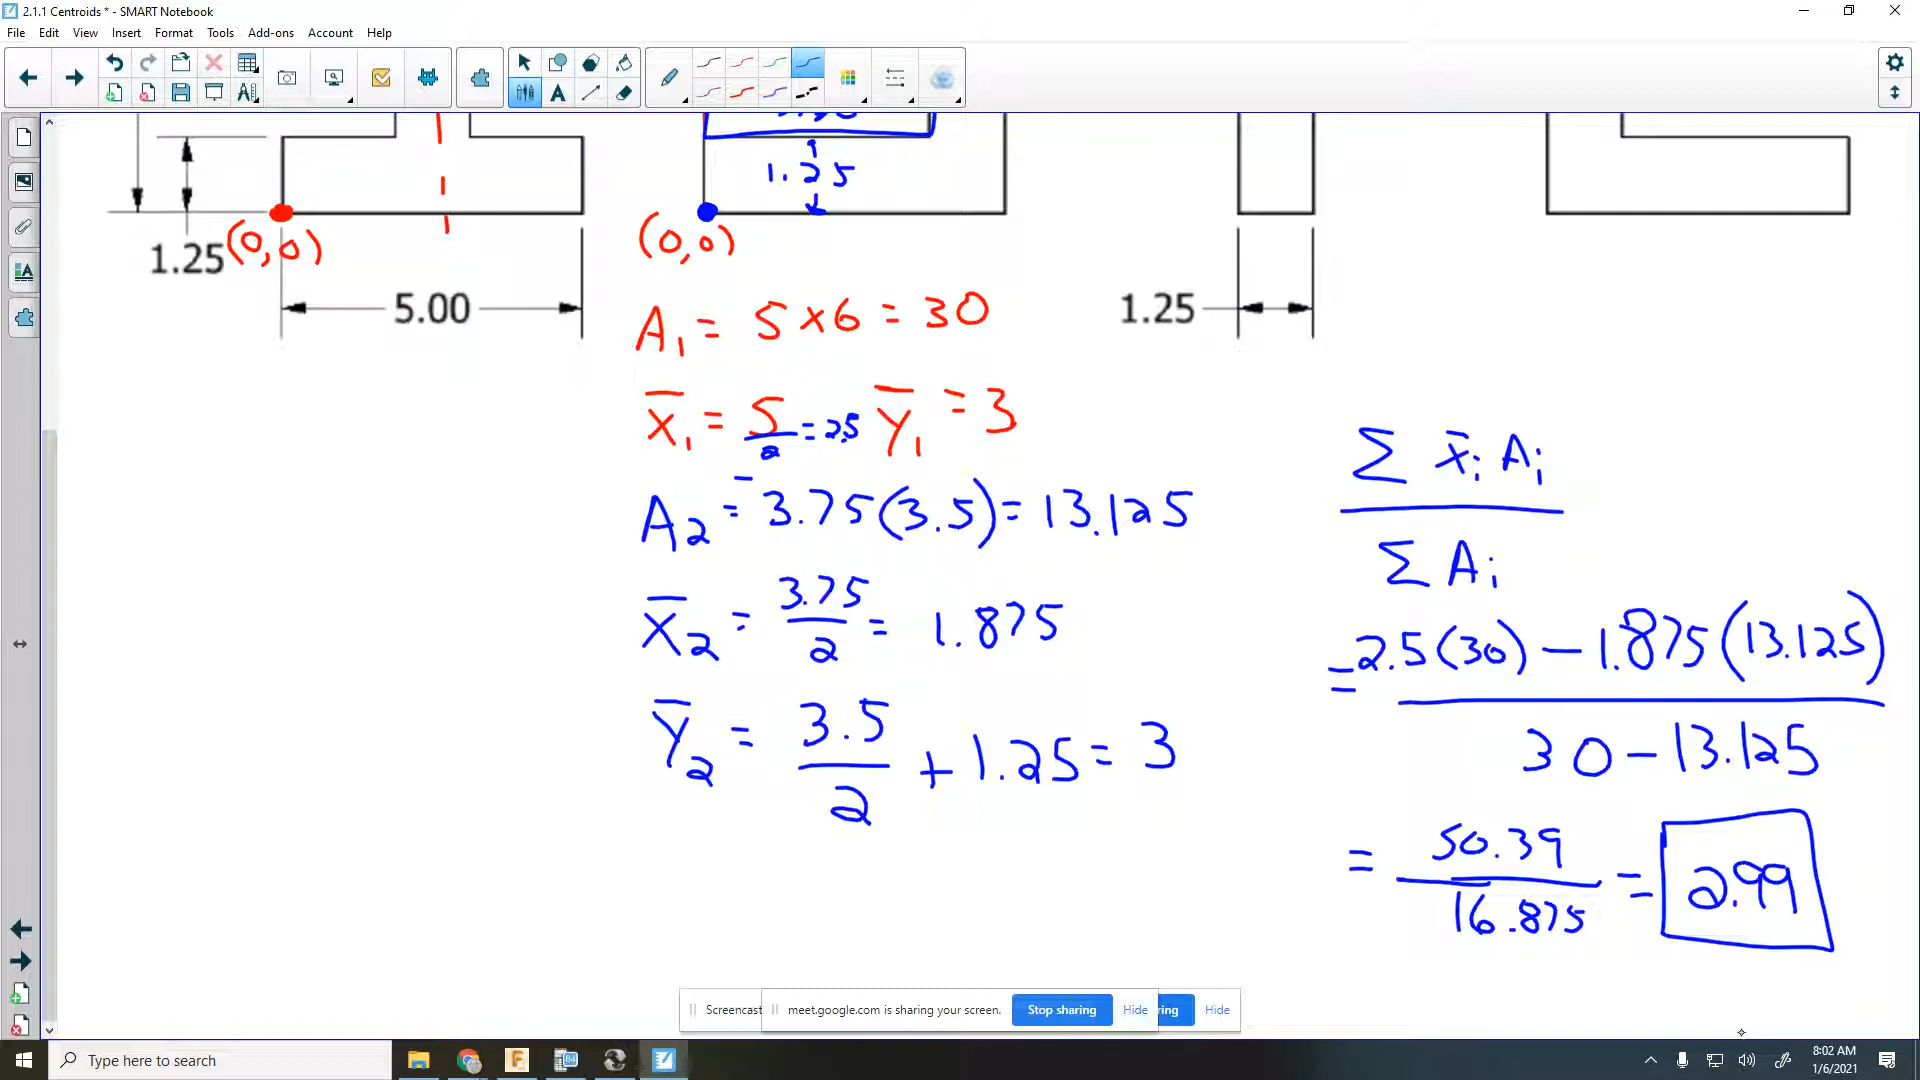 2.1.1 Centroids * - SMART Notebook
File Edit View Insert Format Tools Add-ons Account Help
1.25
(0,0)
(0,0)
1.25
5.00
1.25
A₁ = 5 × 6 = 30
x̄₁ = 5/2 = 2.5 ȳ₁ = 3
A₂ = -3.75(3.5) = 13.125
x̄₂ = 3.75/2 = 1.875
ȳ₂ = 3.5/2 + 1.25 = 3
Σ x̄ᵢ Aᵢ
Σ Aᵢ
= 2.5(30) – 1.875(13.125)
30 – 13.125
= 50.39/16.875 = 2.99
Screencast
meet.google.com is sharing your screen. Stop sharing Hide ring Hide
Type here to search
84
8:02 AM
1/6/2021